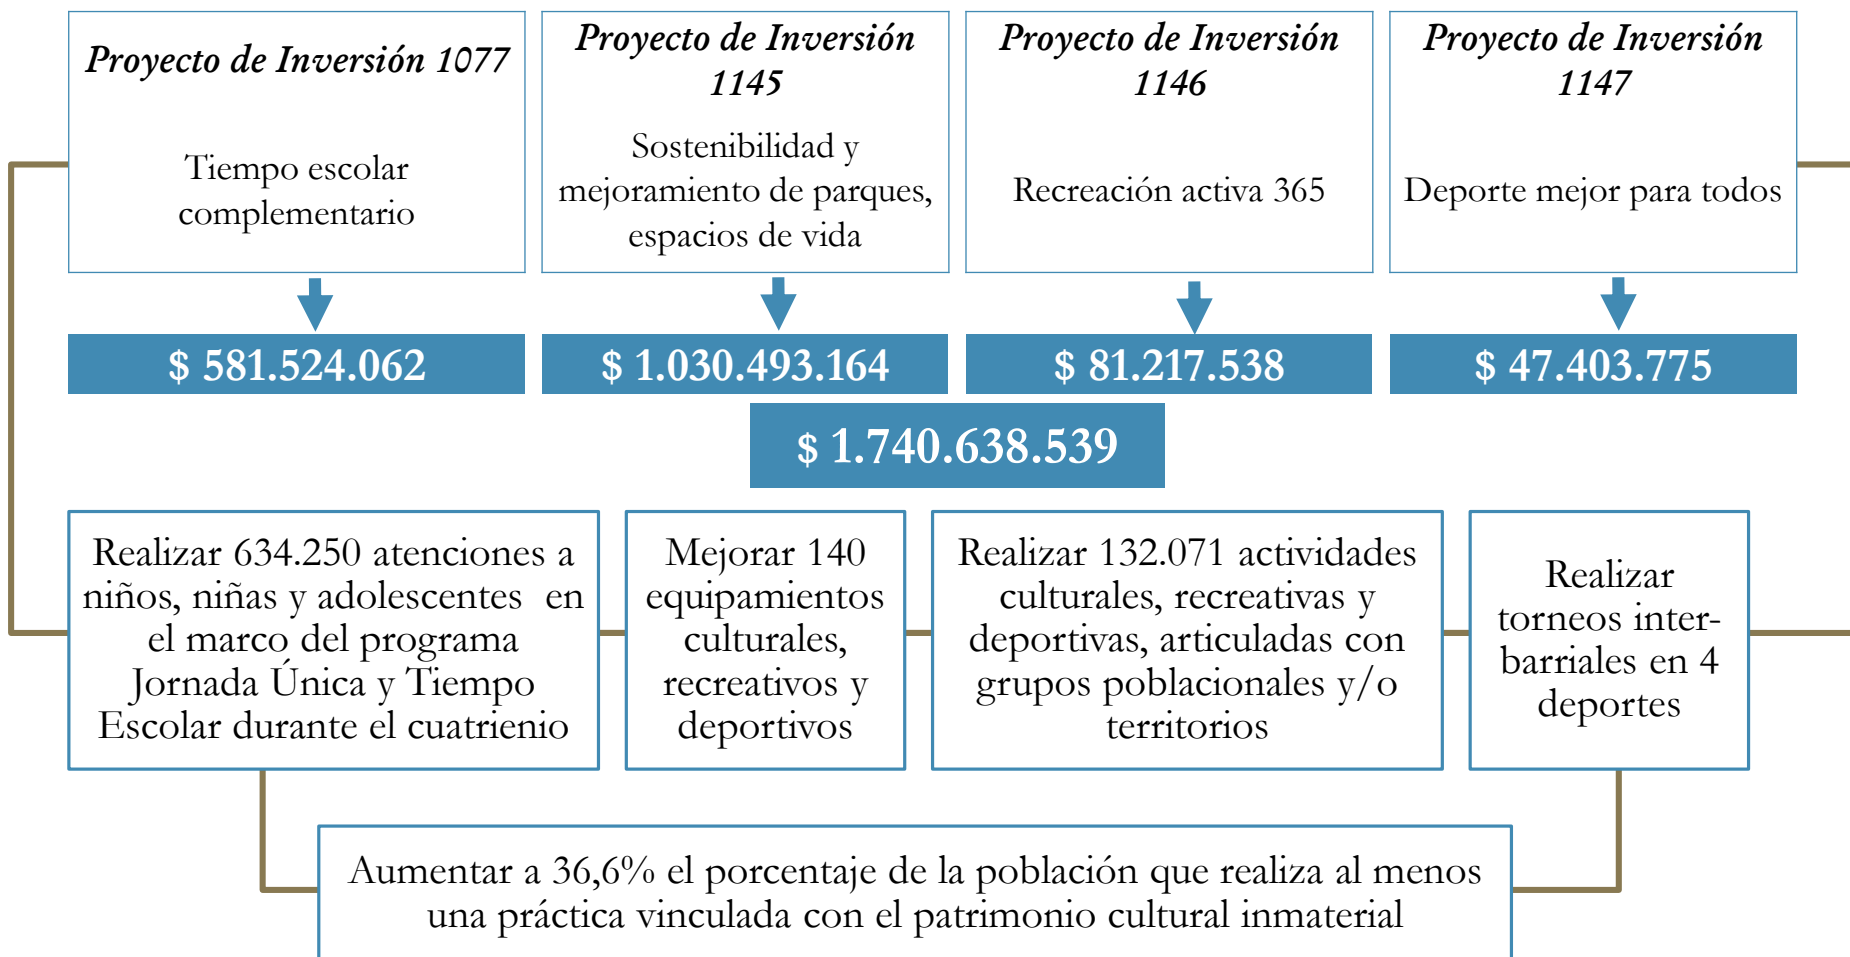 Proyecto de Inversión 1077
Tiempo escolar
complementario
Proyecto de Inversión
1145
Sostenibilidad y
mejoramiento de parques,
espacios de vida
Proyecto de Inversión
1146
Recreación activa 365
Proyecto de Inversión
1147
Deporte mejor para todos
$ 581.524.062
$ 1.030.493.164
$ 81.217.538
$ 47.403.775
$ 1.740.638.539
Realizar 634.250 atenciones a
niños, niñas y adolescentes en
el marco del programa
Jornada Única y Tiempo
Escolar durante el cuatrienio
Mejorar 140
equipamientos
culturales,
recreativos y
deportivos
Realizar 132.071 actividades
culturales, recreativas y
deportivas, articuladas con
grupos poblacionales y/o
territorios
Realizar
torneos inter-
barriales en 4
deportes
Aumentar a 36,6% el porcentaje de la población que realiza al menos
una práctica vinculada con el patrimonio cultural inmaterial